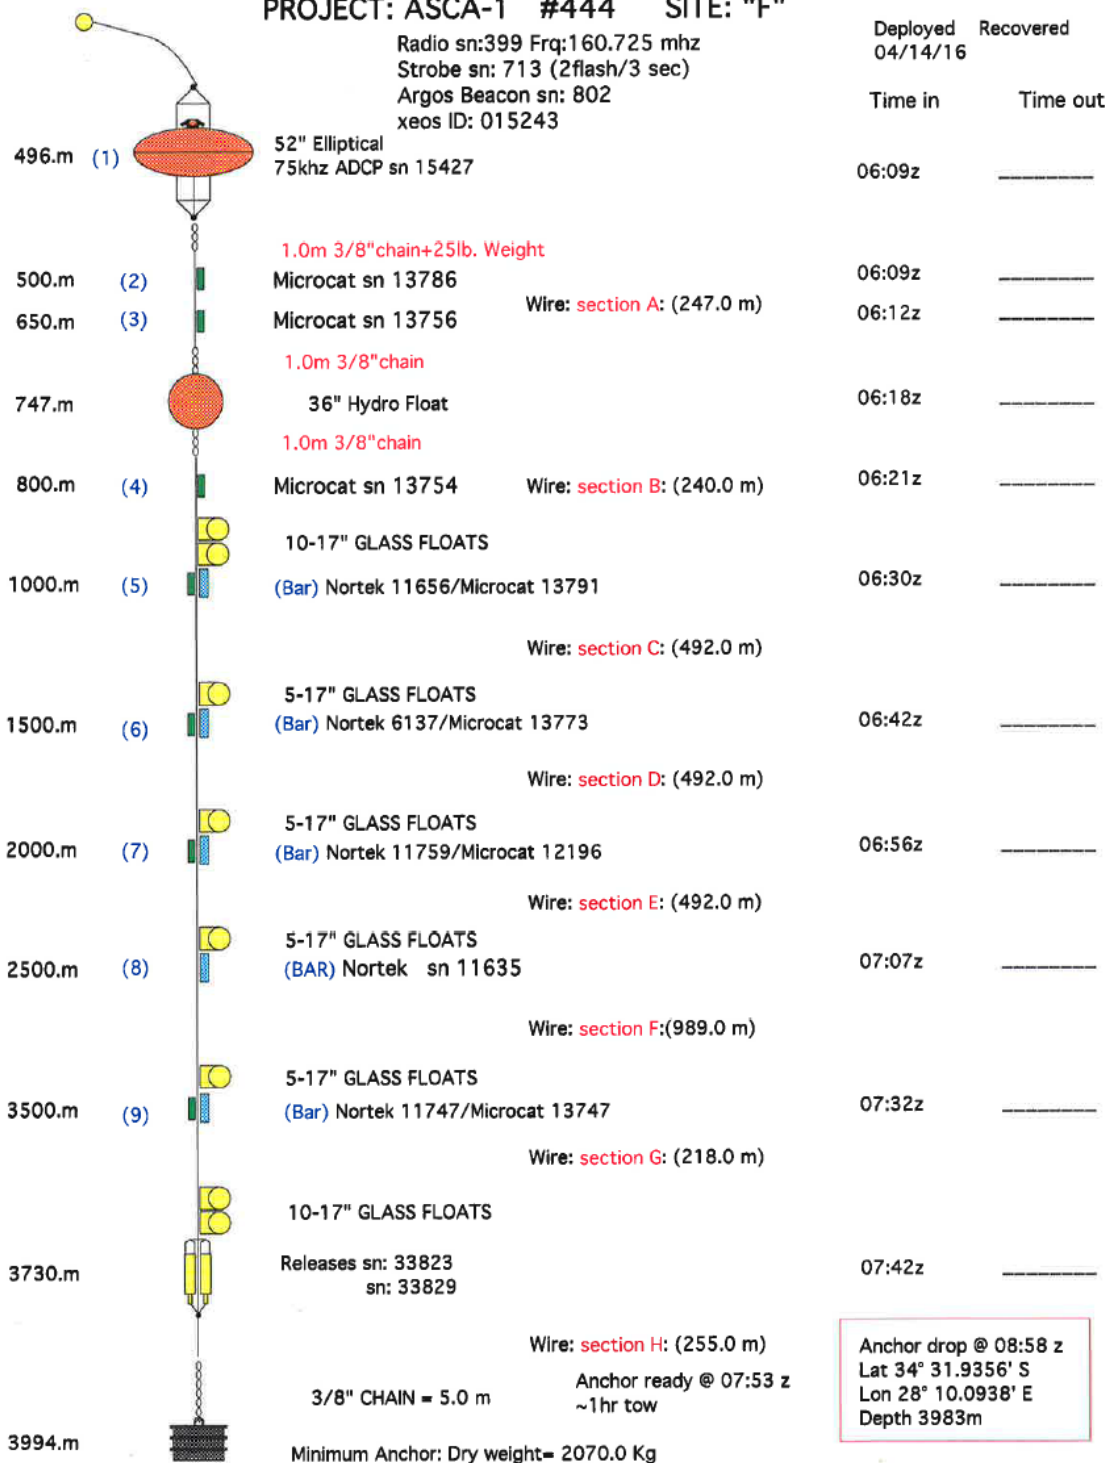 PROJECT: ASCA-1 #444 SITE: "F"
Radio sn:399 Frq:160.725 mhz
Strobe sn: 713 (2flash/3 sec)
Argos Beacon sn: 802
xeos ID: 015243
Deployed Recovered
04/14/16
Time in Time out
496.m (1) 52" Elliptical
75khz ADCP sn 15427 06:09z
1.0m 3/8"chain+25lb. Weight
500.m (2) Microcat sn 13786 06:09z
Wire: section A: (247.0 m)
650.m (3) Microcat sn 13756 06:12z
1.0m 3/8"chain
747.m 36" Hydro Float 06:18z
1.0m 3/8"chain
800.m (4) Microcat sn 13754 Wire: section B: (240.0 m) 06:21z
10-17" GLASS FLOATS
1000.m (5) (Bar) Nortek 11656/Microcat 13791 06:30z
Wire: section C: (492.0 m)
5-17" GLASS FLOATS
1500.m (6) (Bar) Nortek 6137/Microcat 13773 06:42z
Wire: section D: (492.0 m)
5-17" GLASS FLOATS
2000.m (7) (Bar) Nortek 11759/Microcat 12196 06:56z
Wire: section E: (492.0 m)
5-17" GLASS FLOATS
2500.m (8) (BAR) Nortek sn 11635 07:07z
Wire: section F:(989.0 m)
5-17" GLASS FLOATS
3500.m (9) (Bar) Nortek 11747/Microcat 13747 07:32z
Wire: section G: (218.0 m)
10-17" GLASS FLOATS
3730.m Releases sn: 33823 07:42z
sn: 33829
Wire: section H: (255.0 m)
3/8" CHAIN = 5.0 m
Anchor ready @ 07:53 z
~1hr tow
Anchor drop @ 08:58 z
Lat 34° 31.9356' S
Lon 28° 10.0938' E
Depth 3983m
3994.m
Minimum Anchor: Dry weight= 2070.0 Kg